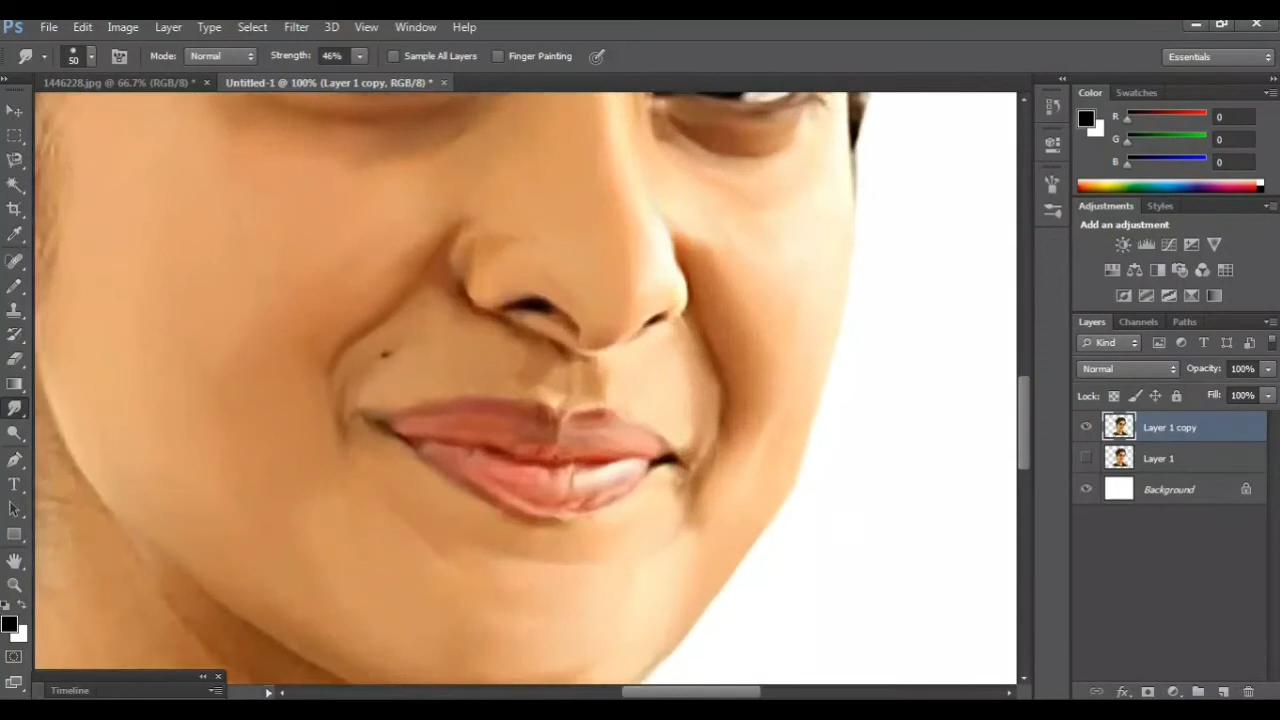 Ps File Edit Image Layer Type Select Filter 3D View Window Help
50 Mode: Normal Strength: 46% Sample All Layers Finger Painting Essentials
1446228.jpg @ 66.7% (RGB/8) * × Untitled-1 @ 100% (Layer 1 copy, RGB/8) * ×
Color Swatches
R 0
G 0
B 0
Adjustments Styles
Add an adjustment
Layers Channels Paths
Kind
Normal Opacity: 100%
Lock: Fill: 100%
Layer 1 copy
Layer 1
Background
Timeline